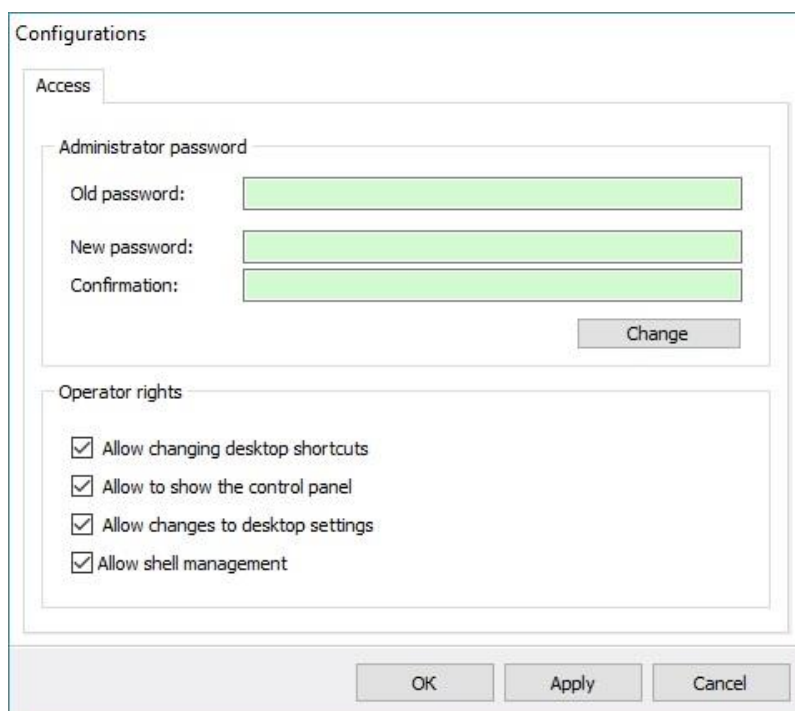 Configurations
Access
Administrator password
Old password:
New password:
Confirmation:
Change
Operator rights
Allow changing desktop shortcuts
Allow to show the control panel
Allow changes to desktop settings
Allow shell management
OK Apply Cancel